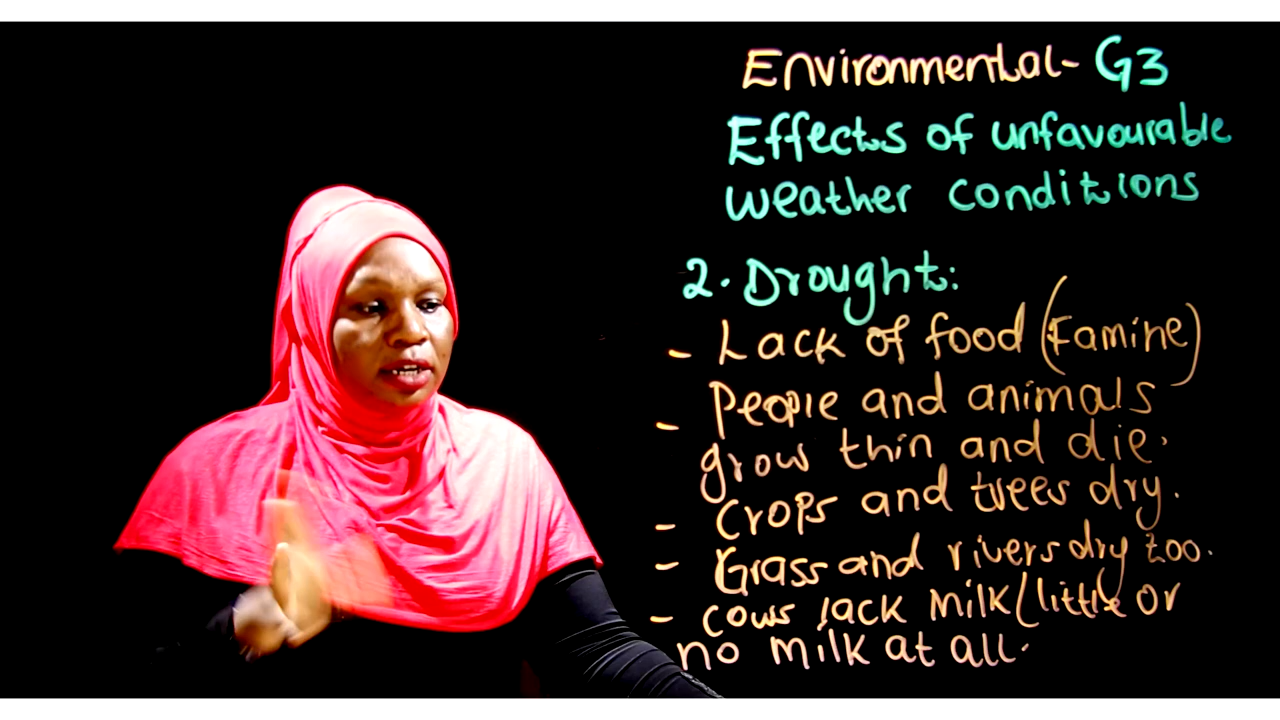 Environmental- G3
Effects of unfavourable
weather conditions
2. Drought:
- Lack of food (Famine)
- People and animals
grow thin and die.
- Crops and trees dry.
- Grass and rivers dry too.
- Cows lack milk (little or
no milk at all.